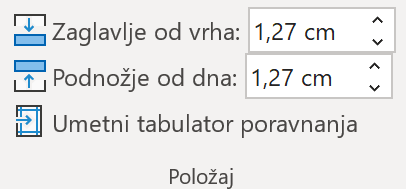 Zaglavlje od vrha: 1,27 cm
Podnožje od dna: 1,27 cm
Umetni tabulator poravnanja
Položaj